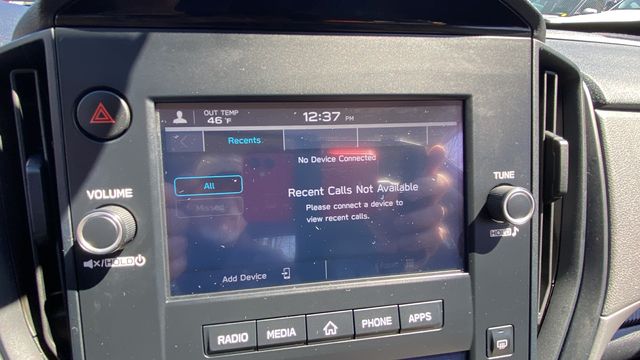 OUT TEMP
46 °F
12:37 PM
Recents
No Device Connected
All
Missed
Recent Calls Not Available
Please connect a device to
view recent calls.
Add Device
VOLUME
HOLD
TUNE
HOLD
RADIO
MEDIA
PHONE
APPS